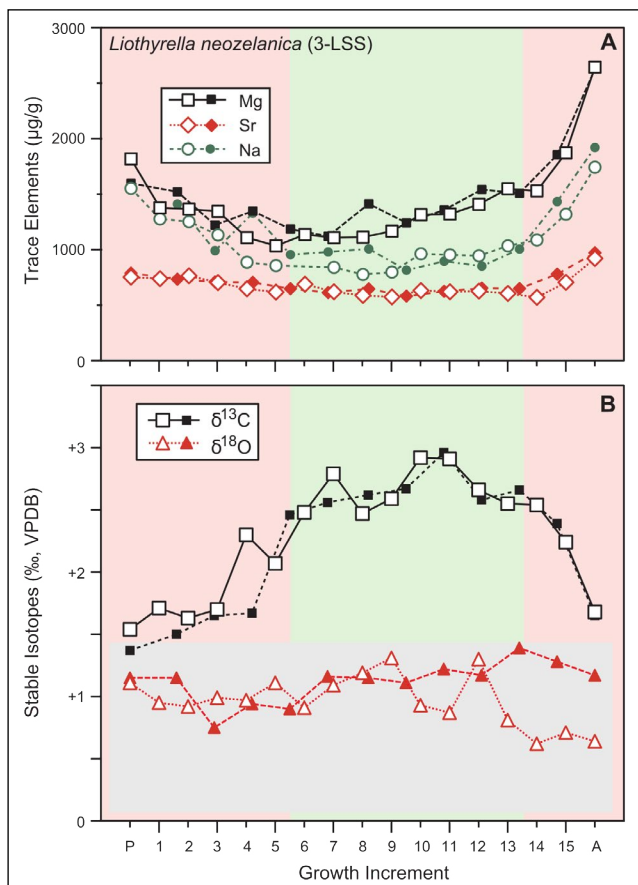 Liothyrella neozelanica (3-LSS)
A
Trace Elements (µg/g)
3000
2000
1000
0
Mg
Sr
Na
B
Stable Isotopes (‰, VPDB)
+3
+2
+1
0
δ¹³C
δ¹⁸O
P 1 2 3 4 5 6 7 8 9 10 11 12 13 14 15 A
Growth Increment